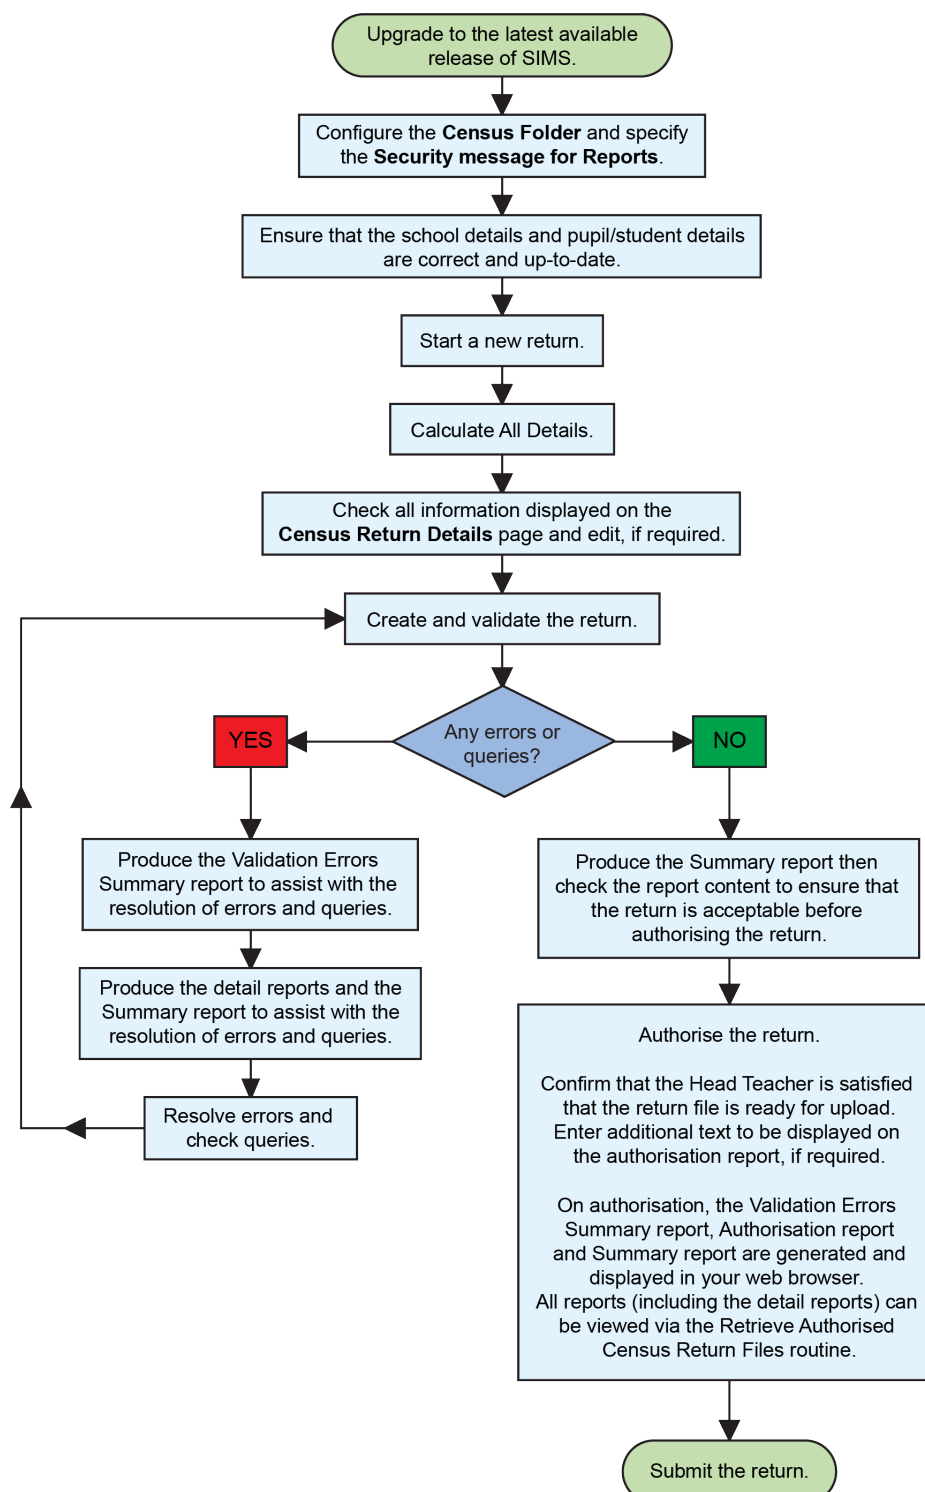 Upgrade to the latest available
release of SIMS.
Configure the Census Folder and specify
the Security message for Reports.
Ensure that the school details and pupil/student details
are correct and up-to-date.
Start a new return.
Calculate All Details.
Check all information displayed on the
Census Return Details page and edit, if required.
Create and validate the return.
Any errors or
queries?
YES
NO
Produce the Validation Errors
Summary report to assist with the
resolution of errors and queries.
Produce the detail reports and the
Summary report to assist with the
resolution of errors and queries.
Resolve errors and
check queries.
Produce the Summary report then
check the report content to ensure that
the return is acceptable before
authorising the return.
Authorise the return.
Confirm that the Head Teacher is satisfied
that the return file is ready for upload.
Enter additional text to be displayed on
the authorisation report, if required.
On authorisation, the Validation Errors
Summary report, Authorisation report
and Summary report are generated and
displayed in your web browser.
All reports (including the detail reports) can
be viewed via the Retrieve Authorised
Census Return Files routine.
Submit the return.